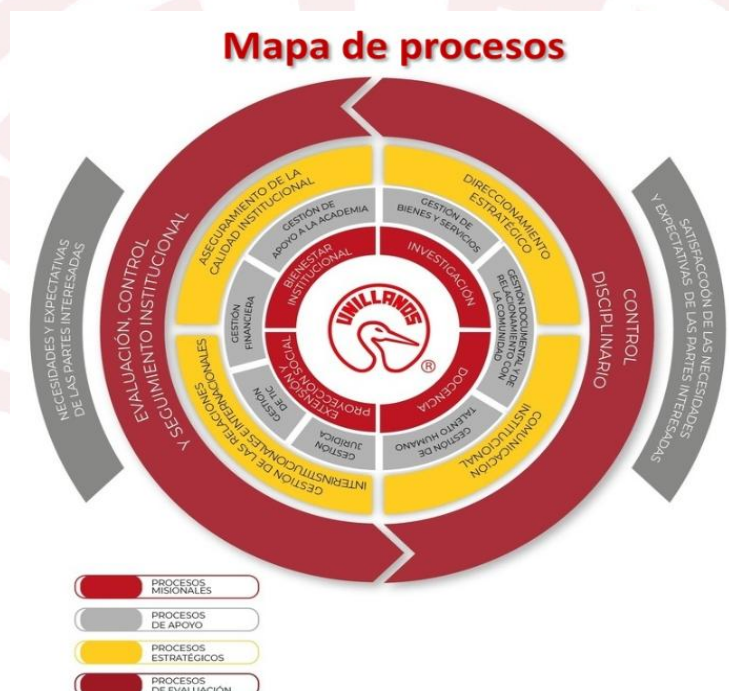 Mapa de procesos
NECESIDADES Y EXPECTATIVAS
DE LAS PARTES INTERESADAS
EVALUACIÓN, CONTROL
Y SEGUIMIENTO INSTITUCIONAL
ASEGURAMIENTO DE LA
CALIDAD INSTITUCIONAL
DIRECCIONAMIENTO
ESTRATÉGICO
GESTIÓN DE
APOYO A LA ACADEMIA
GESTIÓN DE
BIENES Y SERVICIOS
BIENESTAR
INSTITUCIONAL
INVESTIGACIÓN
GESTIÓN
FINANCIERA
UNILLANOS
®
GESTIÓN DOCUMENTAL Y DE
RELACIONAMIENTO CON
LA COMUNIDAD
CONTROL
DISCIPLINARIO
SATISFACCOÓN DE LAS NECESIDADES
Y EXPECTATIVAS DE LAS PARTES INTERESADAS
EXTENSIÓN Y
PROYECCIÓN SOCIAL
DOCENCIA
GESTIÓN
DE TIC
GESTIÓN
JURÍDICA
GESTIÓN DE
TALENTO HUMANO
GESTIÓN DE LAS RELACIONES
INTERINSTITUCIONALES E INTERNACIONALES
COMUNICACIÓN
INSTITUCIONAL
PROCESOS
MISIONALES
PROCESOS
DE APOYO
PROCESOS
ESTRATÉGICOS
PROCESOS
DE EVALUACIÓN